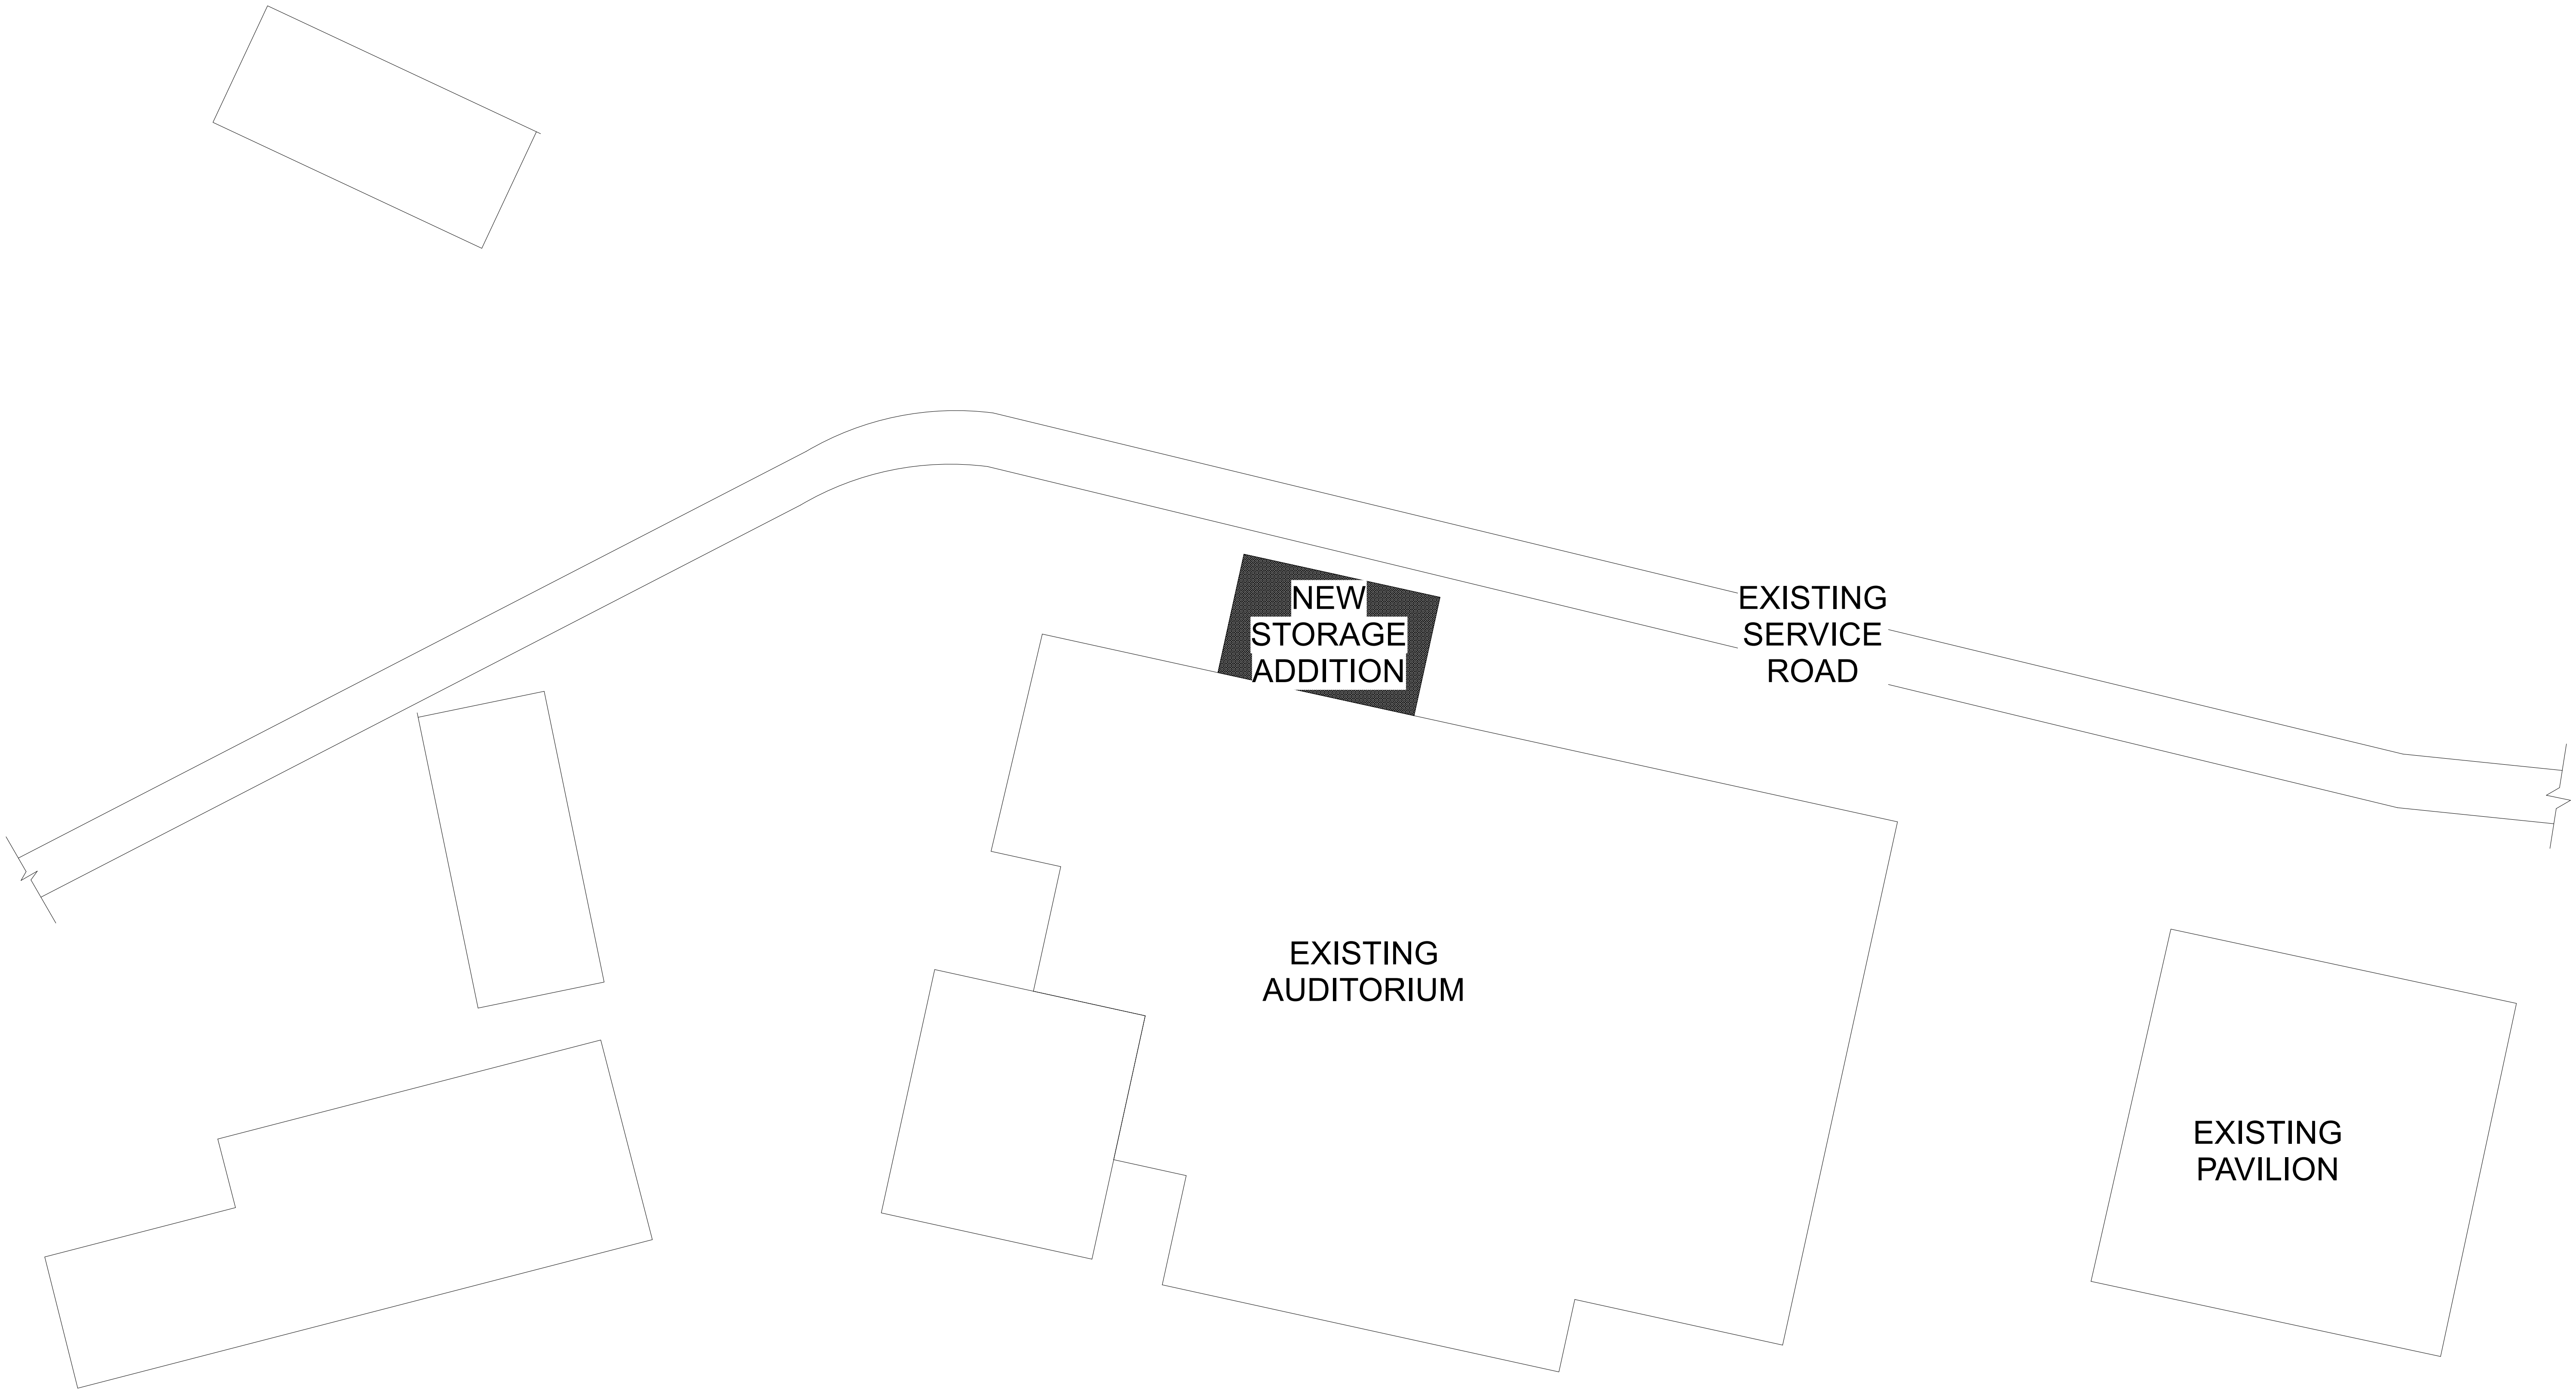 NEW
STORAGE
ADDITION
EXISTING
SERVICE
ROAD
EXISTING
AUDITORIUM
EXISTING
PAVILION